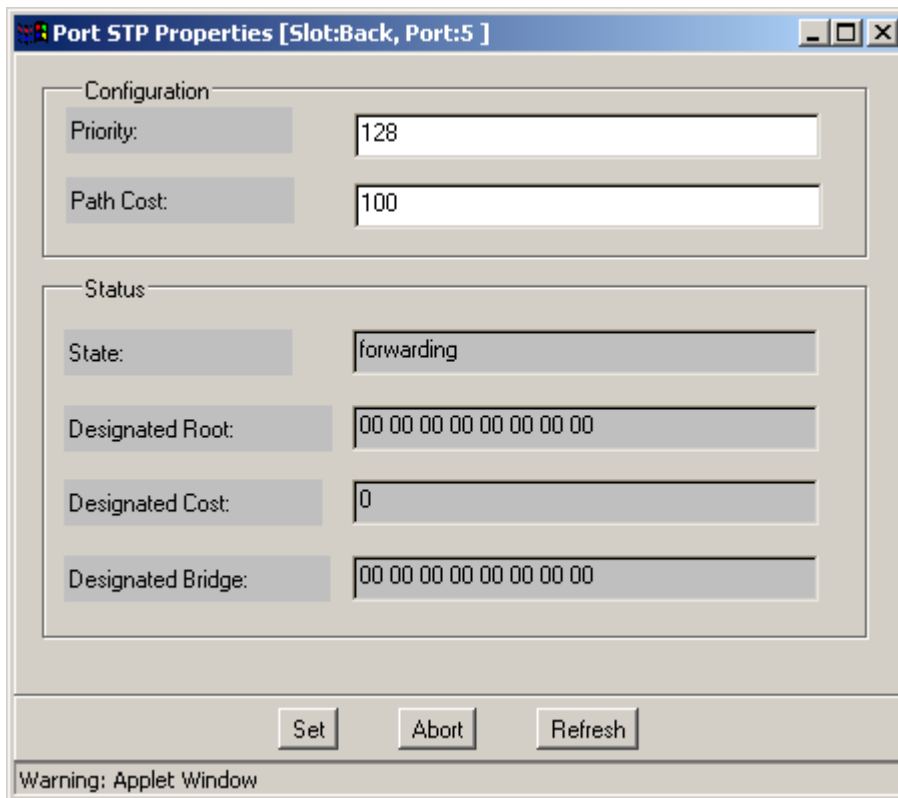 Port STP Properties [Slot:Back, Port:5 ]
Configuration
Priority: 128
Path Cost: 100
Status
State: forwarding
Designated Root: 00 00 00 00 00 00 00 00
Designated Cost: 0
Designated Bridge: 00 00 00 00 00 00 00 00
Set Abort Refresh
Warning: Applet Window